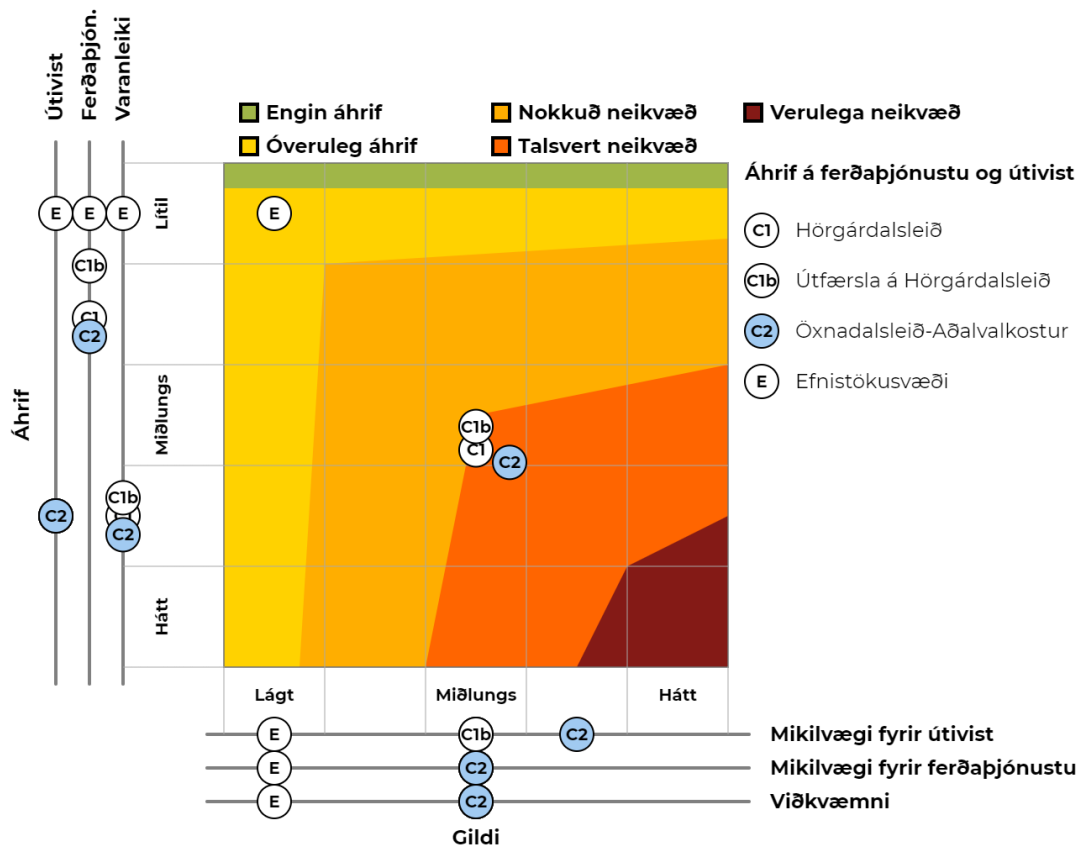 Útivist
Ferðaþjón.
Varanleiki
Engin áhrif
Nokkuð neikvæð
Verulega neikvæð
Óveruleg áhrif
Talsvert neikvæð
Áhrif á ferðaþjónustu og útivist
C1 Hörgárdalsleið
C1b Útfærsla á Hörgárdalsleið
C2 Öxnadalsleið-Aðalvalkostur
E Efnistökusvæði
Áhrif
Lítil
Miðlungs
Hátt
E
E
E
E
C1b
C1
C2
C1b
C1
C2
C2
C1b
C2
Lágt
Miðlungs
Hátt
E
C1b
C2
Mikilvægi fyrir útivist
E
C2
Mikilvægi fyrir ferðaþjónustu
E
C2
Viðkvæmni
Gildi